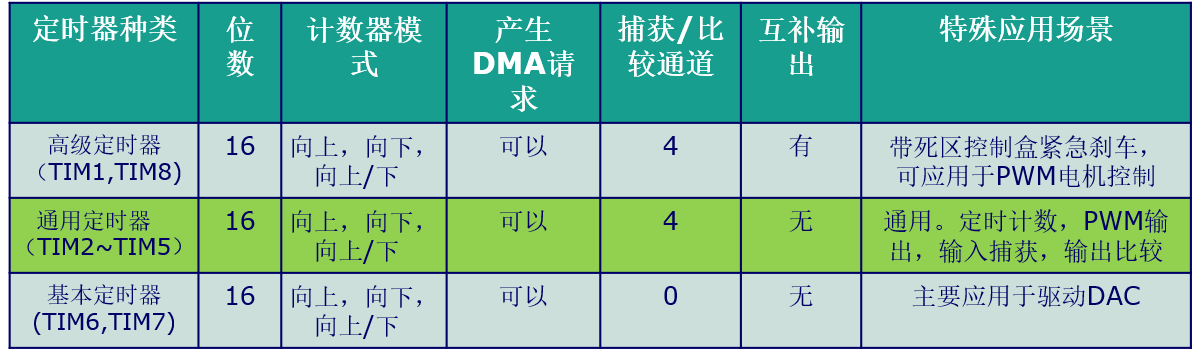 定时器种类
位
数
计数器模
式
产生
DMA请
求
捕获/比
较通道
互补输
出
特殊应用场景
高级定时器
（TIM1,TIM8)
16
向上，向下，
向上/下
可以
4
有
带死区控制盒紧急刹车，
可应用于PWM电机控制
通用定时器
（TIM2~TIM5）
16
向上，向下，
向上/下
可以
4
无
通用。定时计数，PWM输
出，输入捕获，输出比较
基本定时器
(TIM6,TIM7)
16
向上，向下，
向上/下
可以
0
无
主要应用于驱动DAC